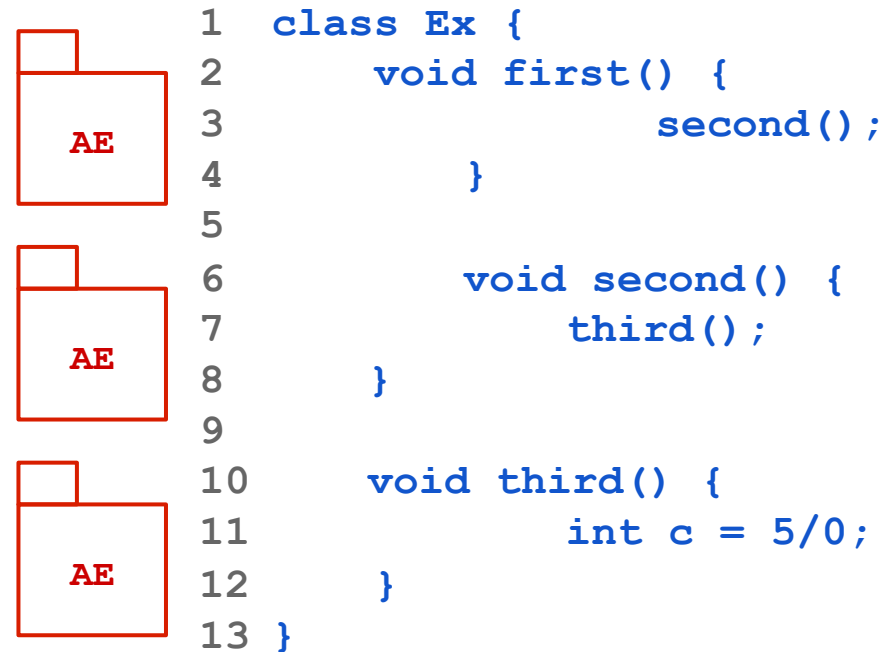 1 class Ex {
2 void first() {
3 second();
AE
4 }
5
6 void second() {
7 third();
AE
8 }
9
10 void third() {
11 int c = 5/0;
AE
12 }
13 }